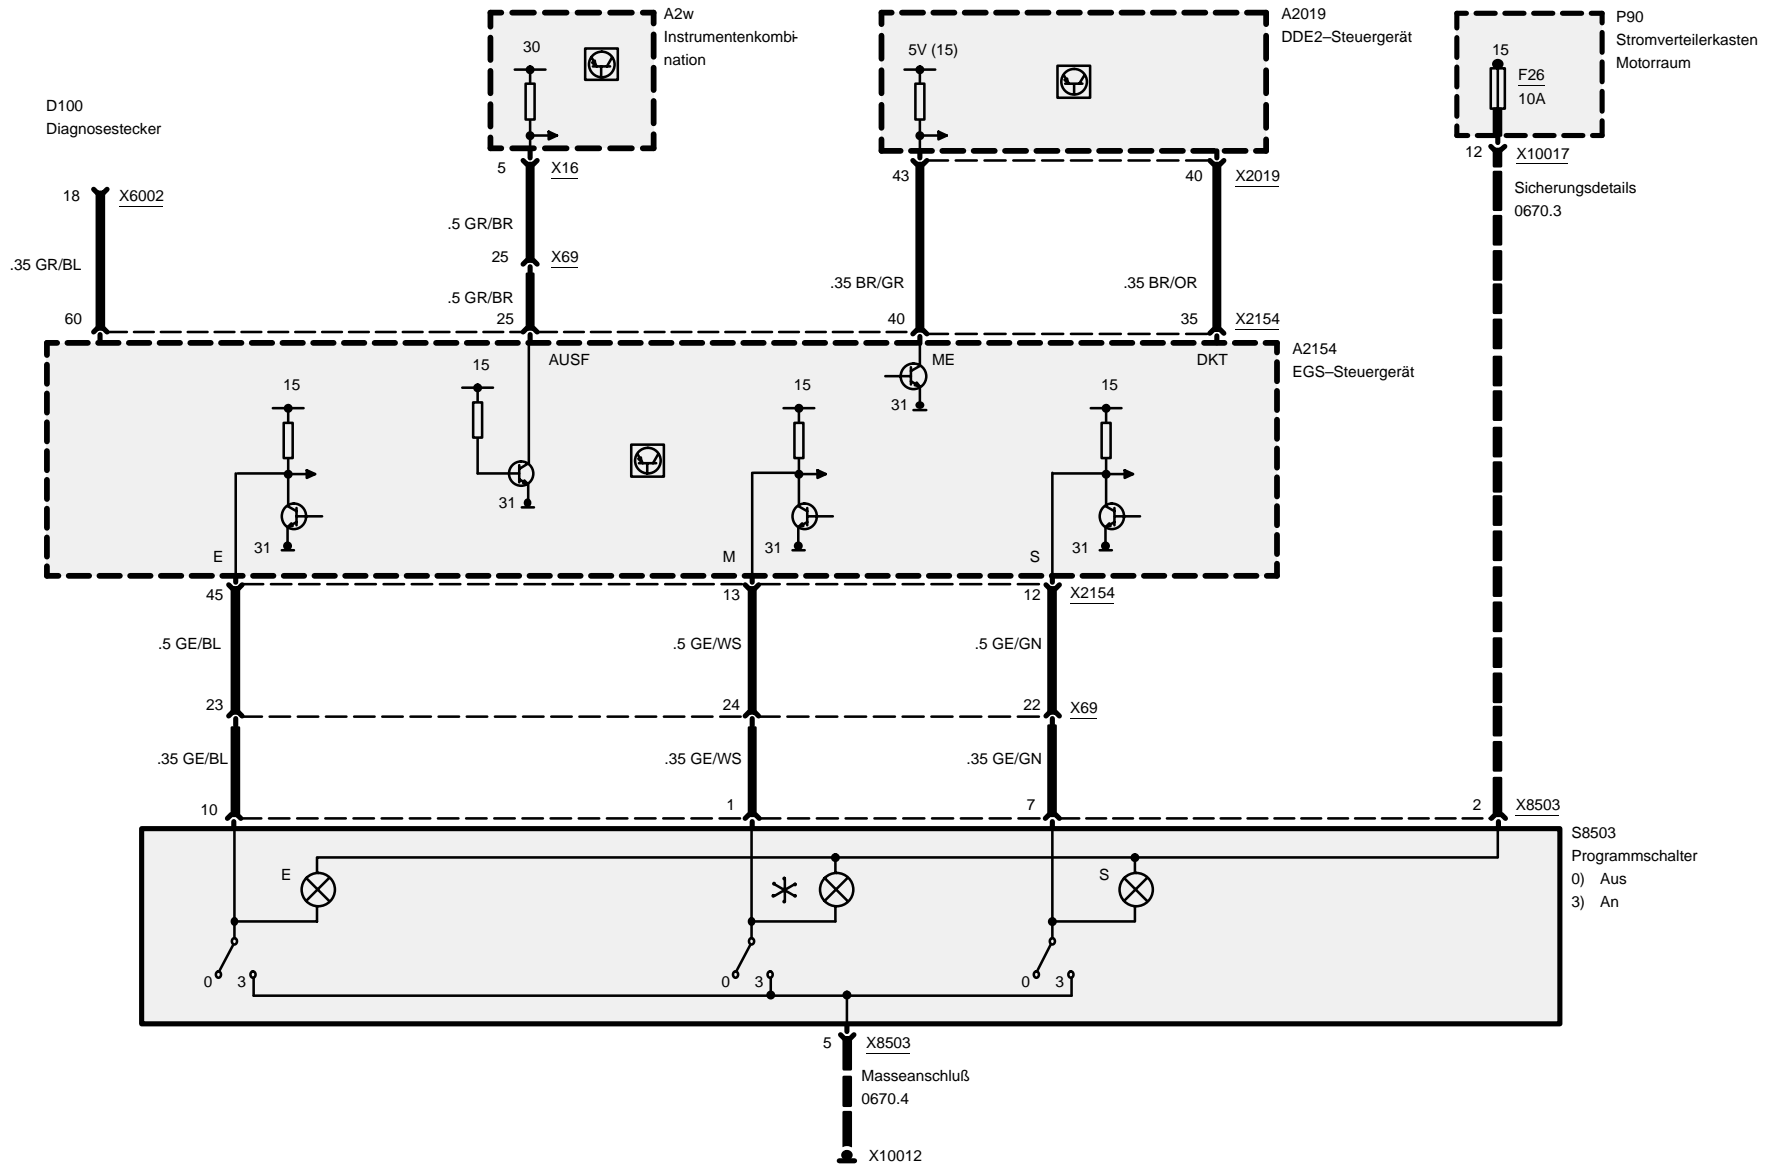 A2w
Instrumentenkombi-
nation
30
A2019
DDE2–Steuergerät
5V (15)
P90
Stromverteilerkasten
Motorraum
15
F26
10A
D100
Diagnosestecker
5 X16
43
40 X2019
12 X10017
18 X6002
Sicherungsdetails
0670.3
.5 GR/BR
25 X69
.35 GR/BL
.35 BR/GR
.35 BR/OR
.5 GR/BR
60
25
40
35 X2154
A2154
EGS–Steuergerät
AUSF
ME
DKT
15
15
15
15
31
31
31
31
31
E
M
S
45
13
12 X2154
.5 GE/BL
.5 GE/WS
.5 GE/GN
23
24
22 X69
.35 GE/BL
.35 GE/WS
.35 GE/GN
10
1
7
2 X8503
S8503
Programmschalter
0) Aus
3) An
E
S
0 3
0 3
0 3
5 X8503
Masseanschluß
0670.4
X10012